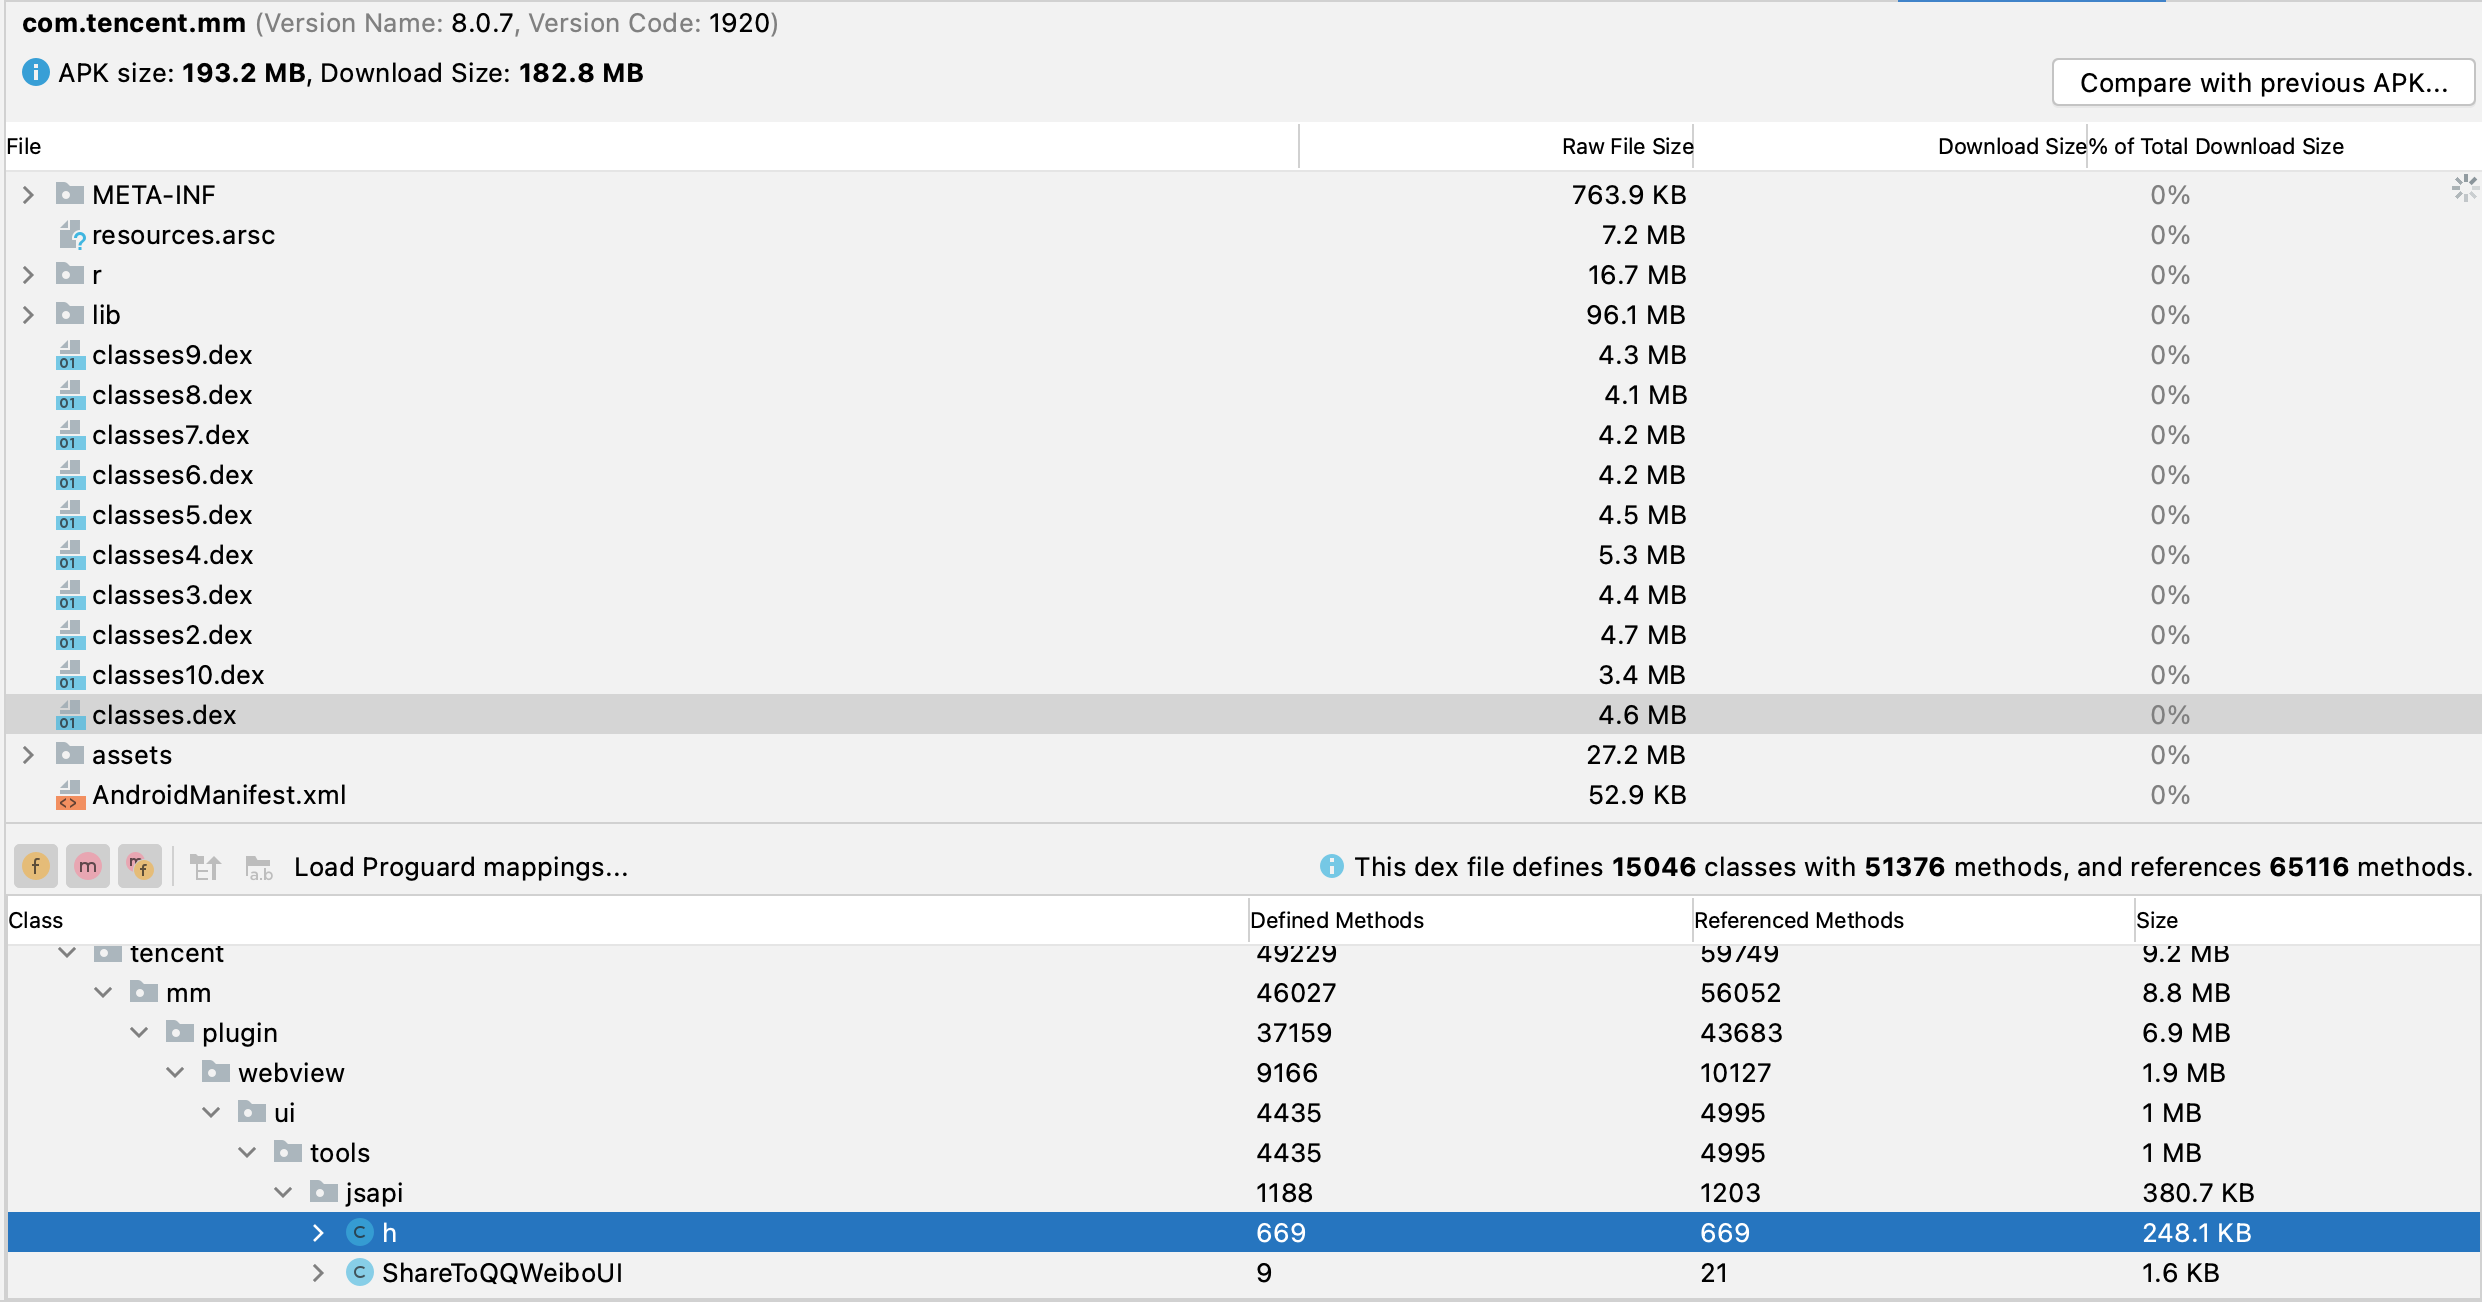 com.tencent.mm (Version Name: 8.0.7, Version Code: 1920)
APK size: 193.2 MB, Download Size: 182.8 MB
Compare with previous APK...
File Raw File Size Download Size % of Total Download Size
META-INF 763.9 KB 0%
resources.arsc 7.2 MB 0%
r 16.7 MB 0%
lib 96.1 MB 0%
classes9.dex 4.3 MB 0%
classes8.dex 4.1 MB 0%
classes7.dex 4.2 MB 0%
classes6.dex 4.2 MB 0%
classes5.dex 4.5 MB 0%
classes4.dex 5.3 MB 0%
classes3.dex 4.4 MB 0%
classes2.dex 4.7 MB 0%
classes10.dex 3.4 MB 0%
classes.dex 4.6 MB 0%
assets 27.2 MB 0%
AndroidManifest.xml 52.9 KB 0%
f m m f a.b Load Proguard mappings... This dex file defines 15046 classes with 51376 methods, and references 65116 methods.
Class Defined Methods Referenced Methods Size
tencent 49229 59749 9.2 MB
mm 46027 56052 8.8 MB
plugin 37159 43683 6.9 MB
webview 9166 10127 1.9 MB
ui 4435 4995 1 MB
tools 4435 4995 1 MB
jsapi 1188 1203 380.7 KB
C h 669 669 248.1 KB
C ShareToQQWeiboUI 9 21 1.6 KB